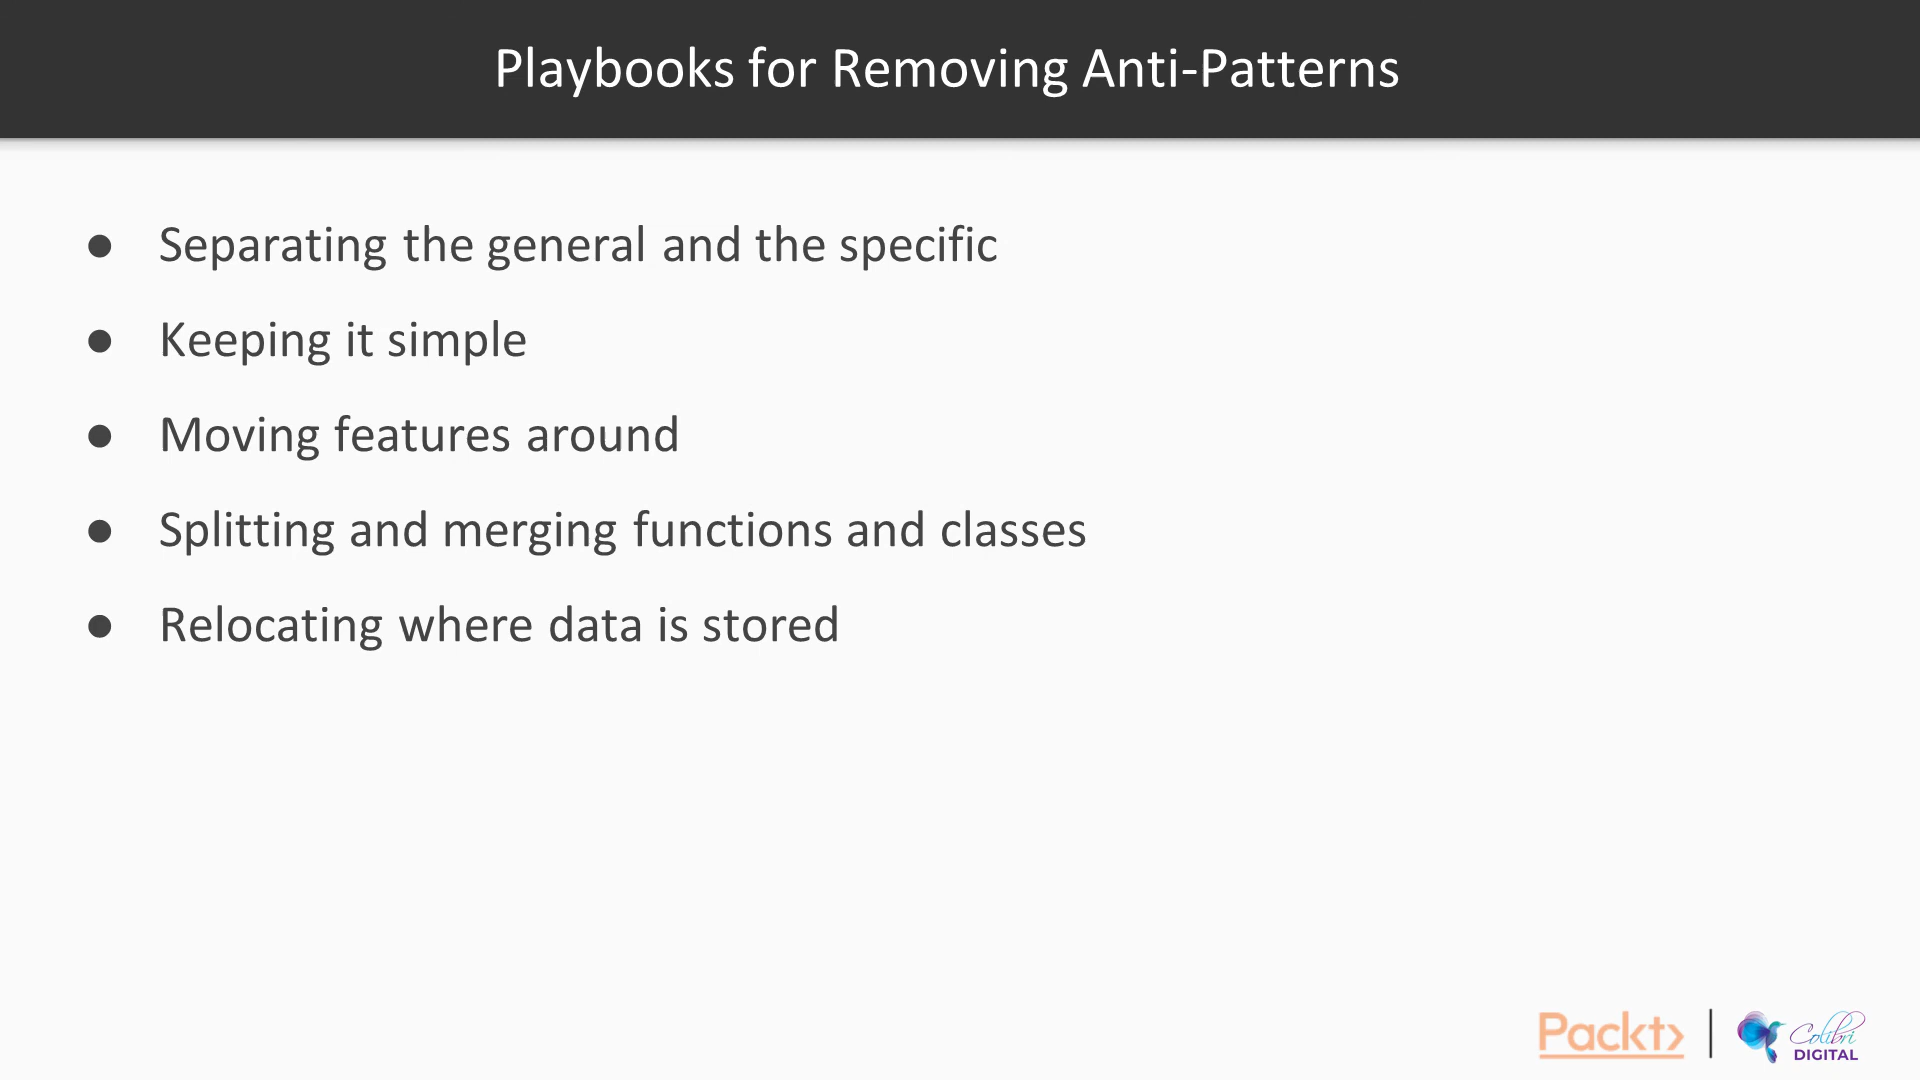 Playbooks for Removing Anti-Patterns
● Separating the general and the specific
● Keeping it simple
● Moving features around
● Splitting and merging functions and classes
● Relocating where data is stored
Packt> | Colibri
DIGITAL